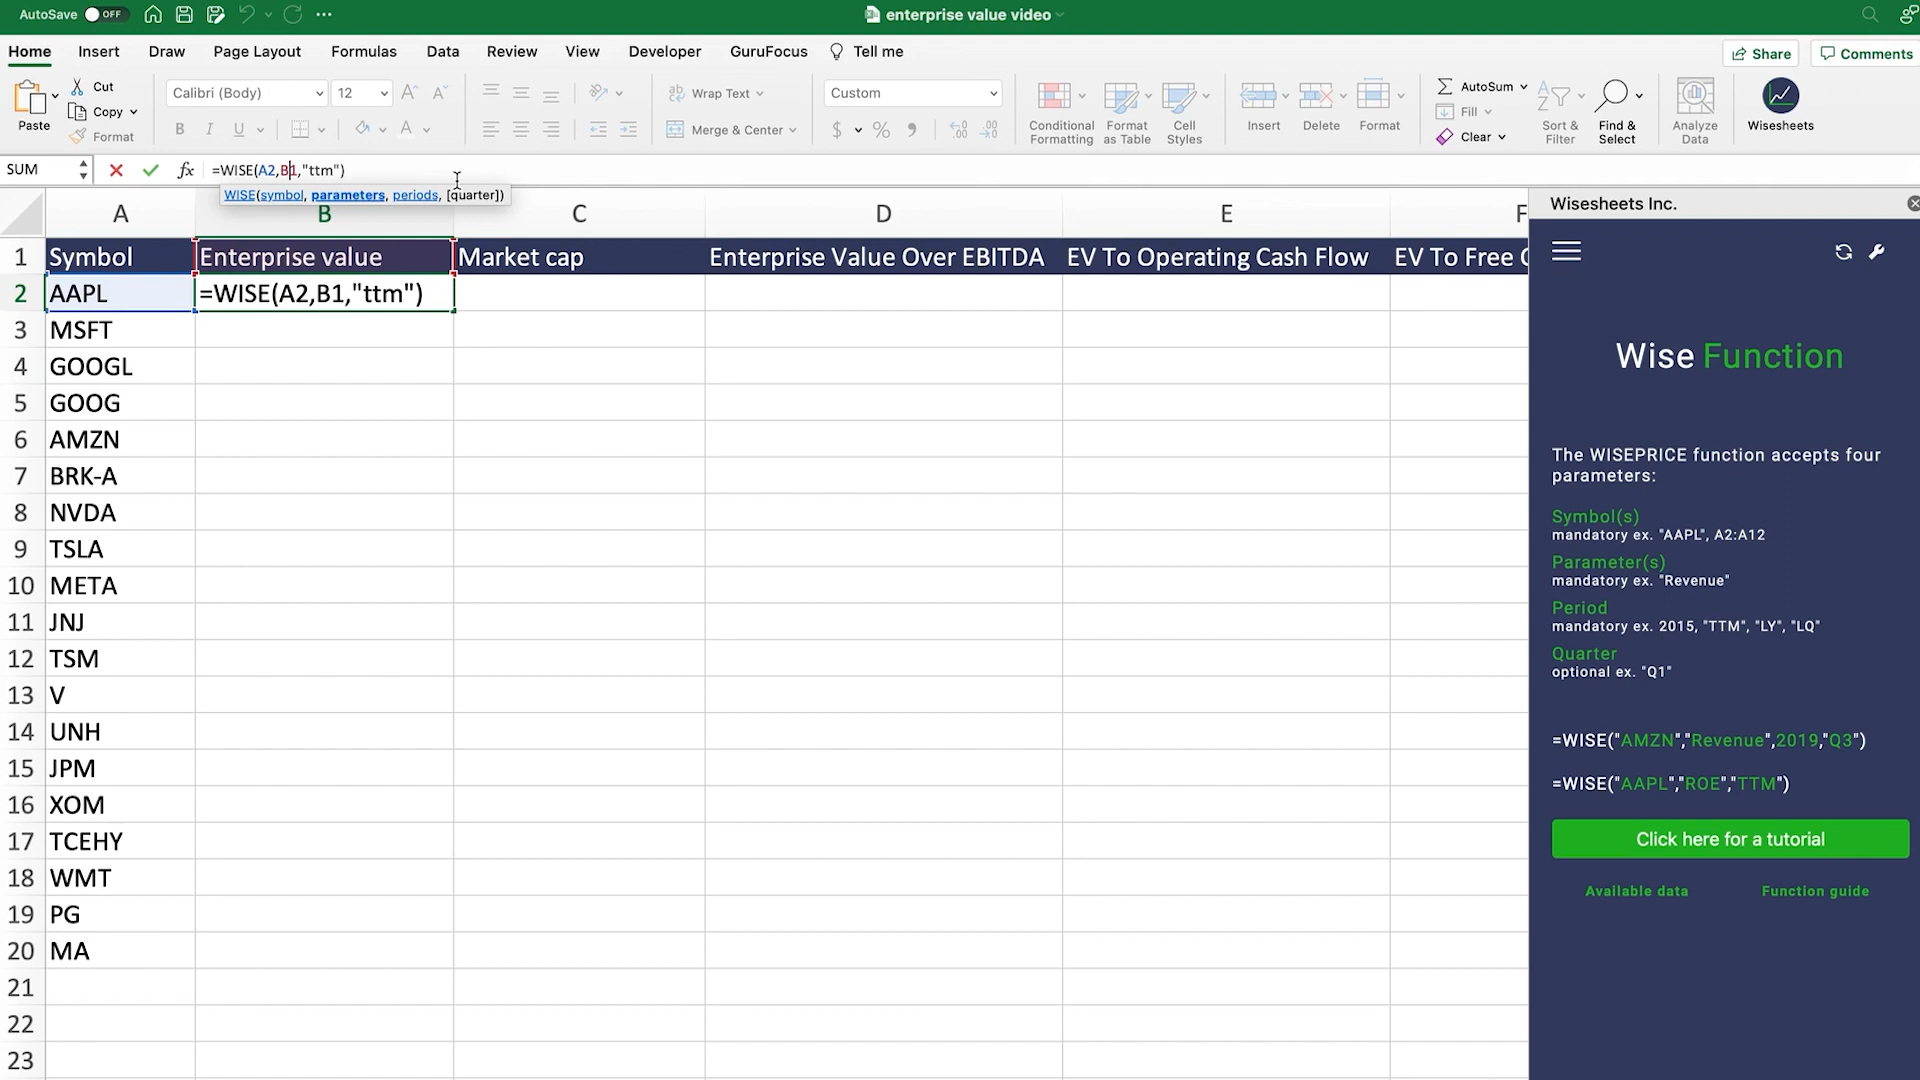 AutoSave OFF enterprise value video
Home Insert Draw Page Layout Formulas Data Review View Developer GuruFocus Tell me Share Comments
Paste Cut Copy Format
Calibri (Body) 12
B I U
Wrap Text
Merge & Center
Custom
$ % 9
Conditional Formatting
Format as Table
Cell Styles
Insert Delete Format
AutoSum
Fill
Clear
Sort & Filter
Find & Select
Analyze Data
Wisesheets
SUM fx =WISE(A2,B1,"ttm")
WISE(symbol, parameters, periods, [quarter])
A B C D E F
1 Symbol Enterprise value Market cap Enterprise Value Over EBITDA EV To Operating Cash Flow EV To Free
2 AAPL =WISE(A2,B1,"ttm")
3 MSFT
4 GOOGL
5 GOOG
6 AMZN
7 BRK-A
8 NVDA
9 TSLA
10 META
11 JNJ
12 TSM
13 V
14 UNH
15 JPM
16 XOM
17 TCEHY
18 WMT
19 PG
20 MA
21
22
23
Wisesheets Inc.
Wise Function
The WISEPRICE function accepts four
parameters:
Symbol(s)
mandatory ex. "AAPL", A2:A12
Parameter(s)
mandatory ex. "Revenue"
Period
mandatory ex. 2015, "TTM", "LY", "LQ"
Quarter
optional ex. "Q1"
=WISE("AMZN","Revenue",2019,"Q3")
=WISE("AAPL","ROE","TTM")
Click here for a tutorial
Available data Function guide